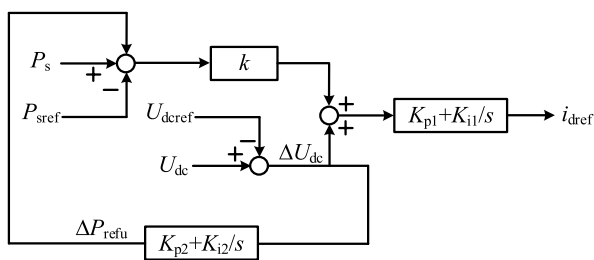 P_s
+
−
k
P_sref
U_dcref
+
+
K_p1+K_i1/s
i_dref
−
U_dc
+
ΔU_dc
ΔP_refu
K_p2+K_i2/s